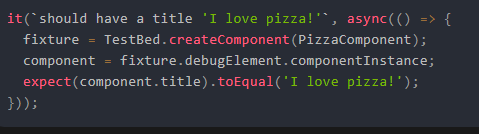 it(`should have a title 'I love pizza!'`, async(() => {
  fixture = TestBed.createComponent(PizzaComponent);
  component = fixture.debugElement.componentInstance;
  expect(component.title).toEqual('I love pizza!');
}));